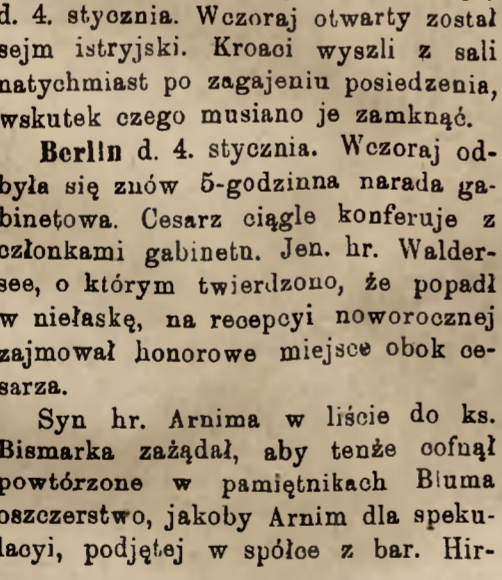 d. 4. stycznia. Wczoraj otwarty został
sejm istryjski. Kroaci wyszli z sali
natychmiast po zagajeniu posiedzenia,
wskutek czego musiano je zamknąć.
Berlin d. 4. stycznia. Wczoraj od-
była się znów 5-godzinna narada ga-
binetowa. Cesarz ciągle konferuje z
członkami gabinetu. Jen. hr. Walder-
see, o którym twierdzono, że popadł
w niełaskę, na recepcyi noworocznej
zajmował honorowe miejsce obok ce-
sarza.
Syn hr. Arnima w liście do ks.
Bismarka zażądał, aby tenże cofnął
powtórzone w pamiętnikach Bluma
oszczerstwo, jakoby Arnim dla speku-
lacyi, podjętej w spółce z bar. Hir-